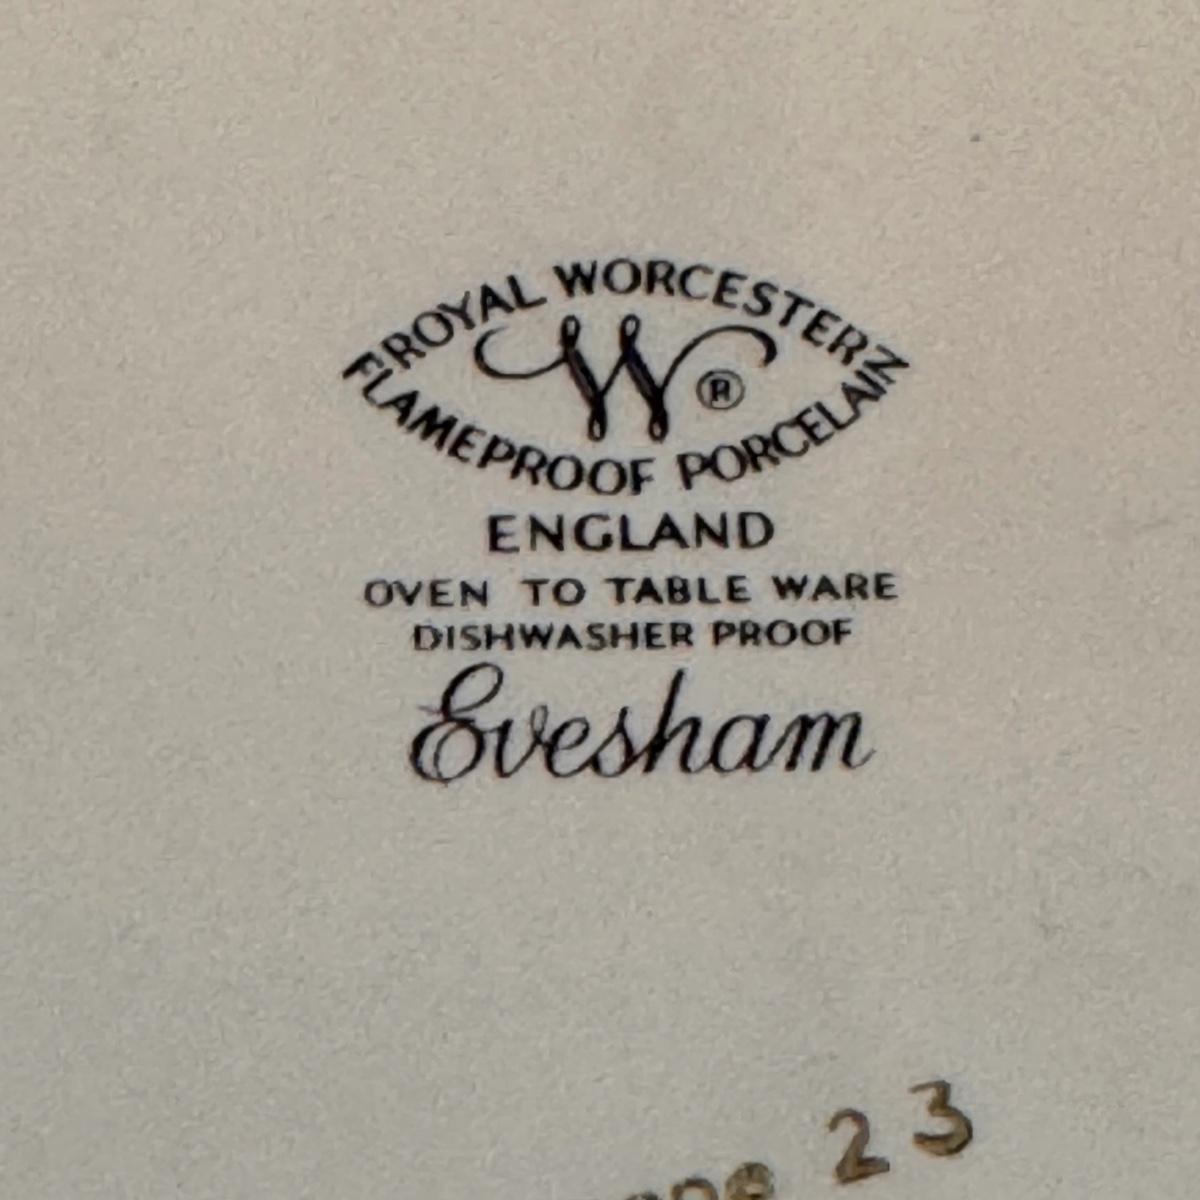 ROYAL WORCESTER
W ®
FLAMEPROOF PORCELAIN
ENGLAND
OVEN TO TABLE WARE
DISHWASHER PROOF
Evesham
23